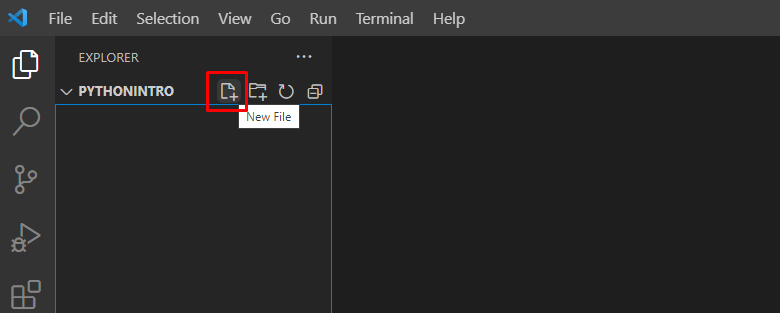 File Edit Selection View Go Run Terminal Help
EXPLORER
PYTHONINTRO
New File